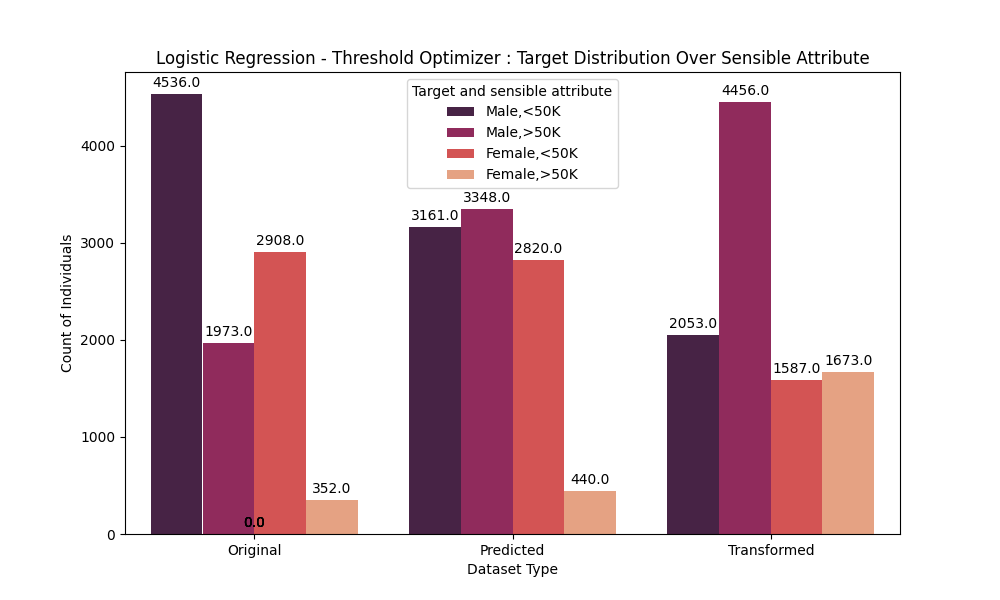 Logistic Regression - Threshold Optimizer : Target Distribution Over Sensible Attribute
Target and sensible attribute
Male,<50K
Male,>50K
Female,<50K
Female,>50K
Count of Individuals
4000
3000
2000
1000
0
4536.0
1973.0
2908.0
352.0
0.0
3161.0
3348.0
2820.0
440.0
2053.0
4456.0
1587.0
1673.0
Original
Predicted
Transformed
Dataset Type